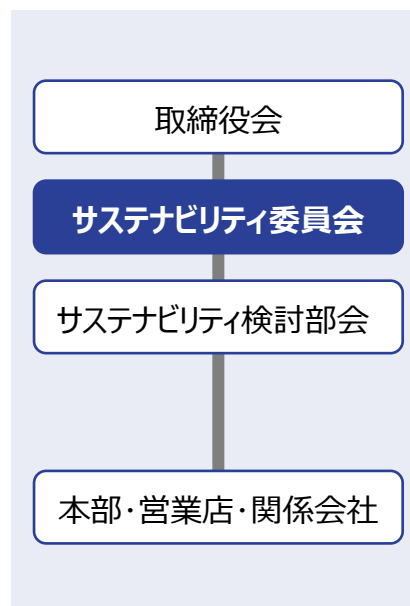 取締役会
サステナビリティ委員会
サステナビリティ検討部会
本部・営業店・関係会社